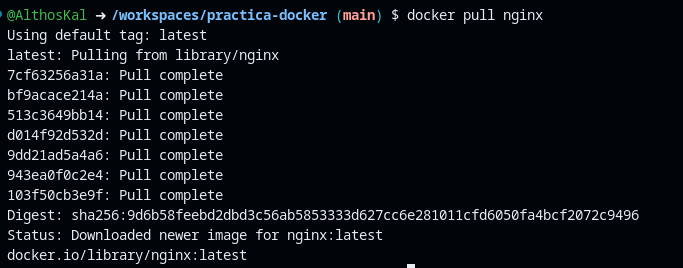 @AlthosKal ➜ /workspaces/practica-docker (main) $ docker pull nginx
Using default tag: latest
latest: Pulling from library/nginx
7cf63256a31a: Pull complete
bf9acace214a: Pull complete
513c3649bb14: Pull complete
d014f92d532d: Pull complete
9dd21ad5a4a6: Pull complete
943ea0f0c2e4: Pull complete
103f50cb3e9f: Pull complete
Digest: sha256:9d6b58feebd2dbd3c56ab5853333d627cc6e281011cfd6050fa4bcf2072c9496
Status: Downloaded newer image for nginx:latest
docker.io/library/nginx:latest